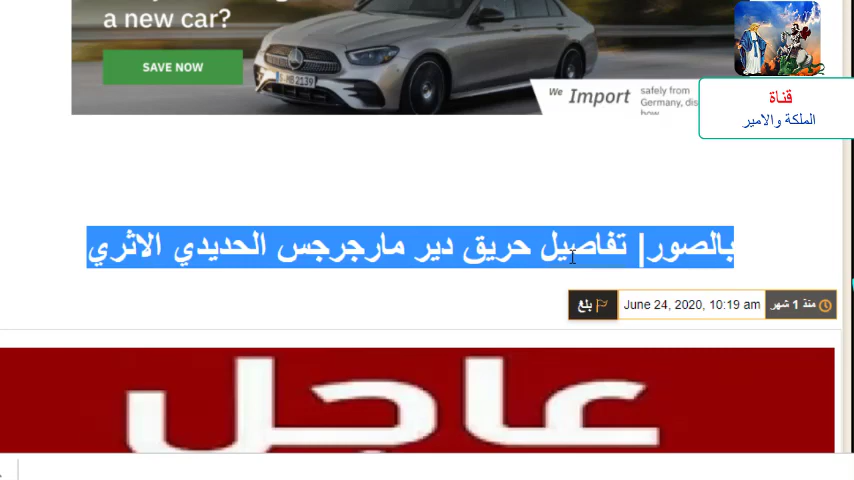 a new car?
SAVE NOW
We Import
safely from
Germany, dis
how
قناة
الملكة والامير
بالصور| تفاصيل حريق دير مارجرجس الحديدي الاثري
منذ 1 شهر
June 24, 2020, 10:19 am
بلغ
عاجل